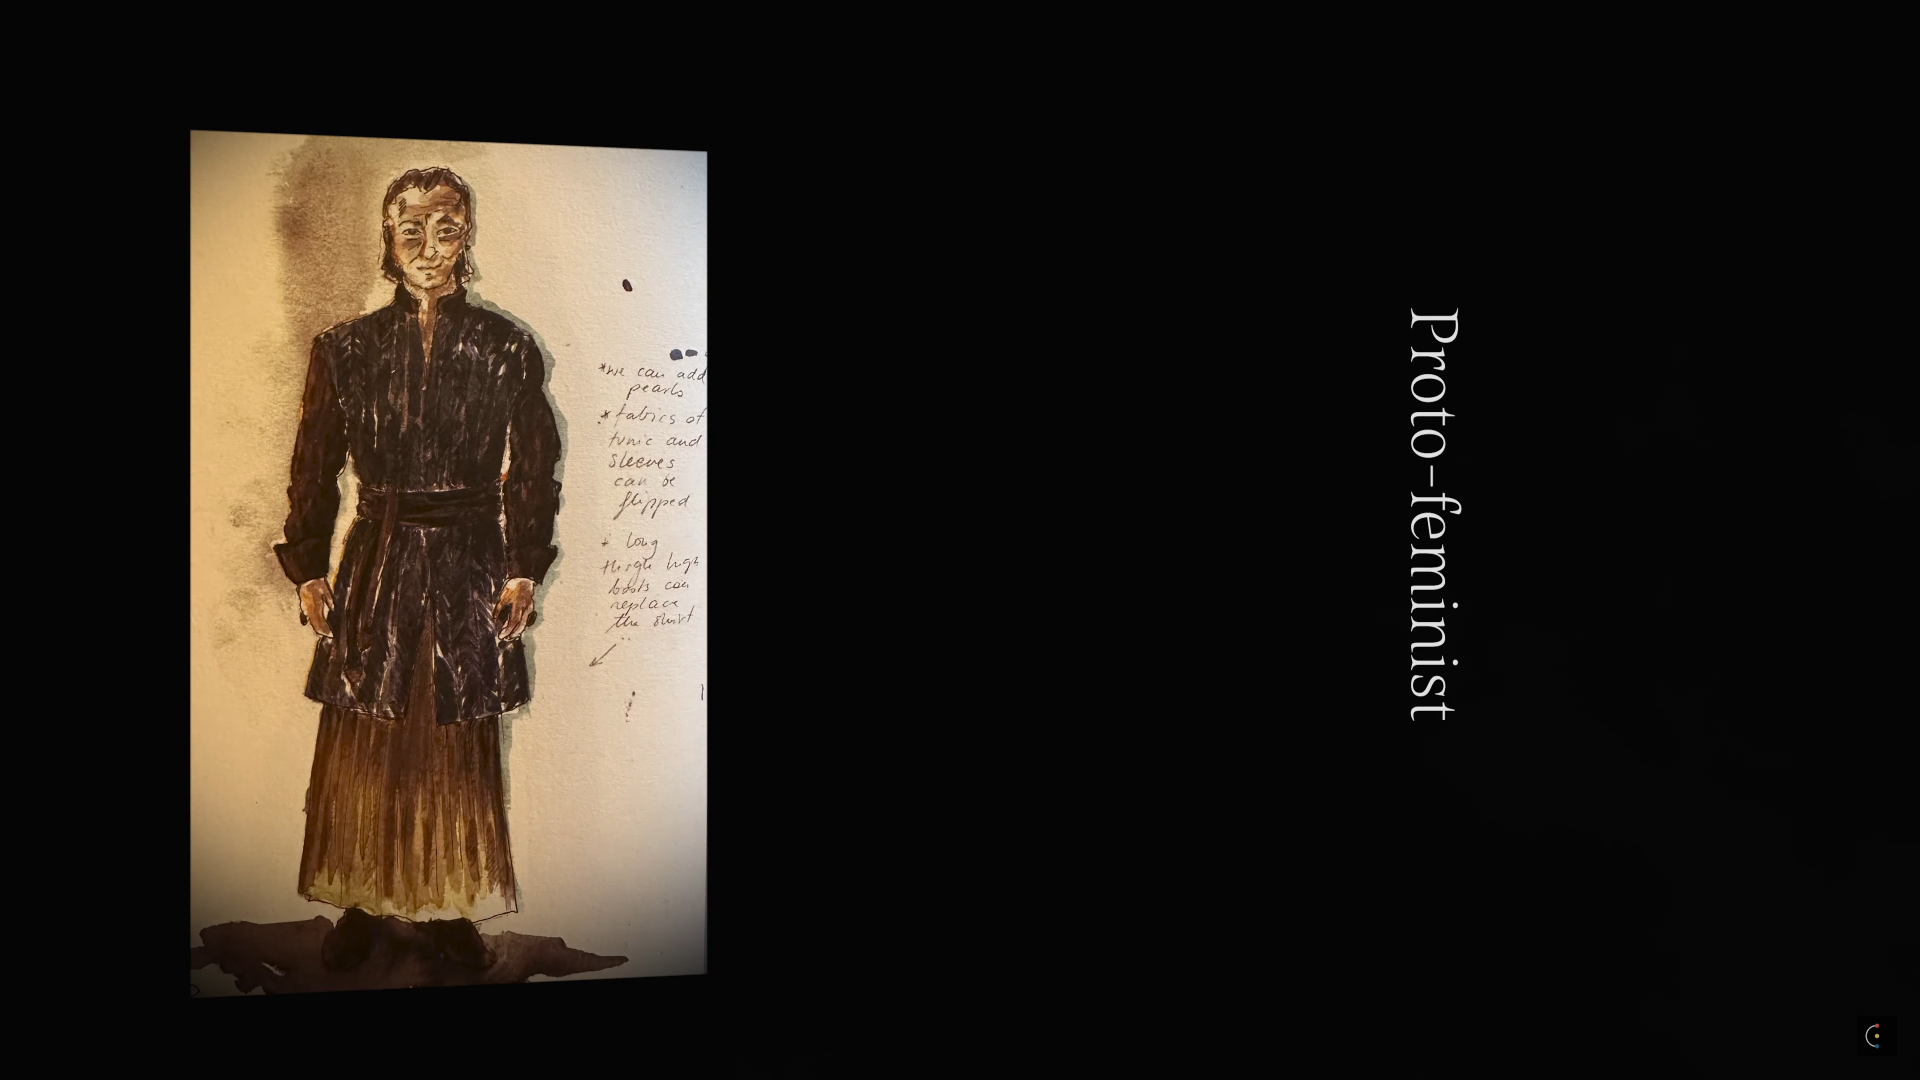 *we can add
pearls
* fabrics of
tunic and
sleeves
can be
flipped
* long
thigh high
boots can
replace
the skirt
Proto-feminist